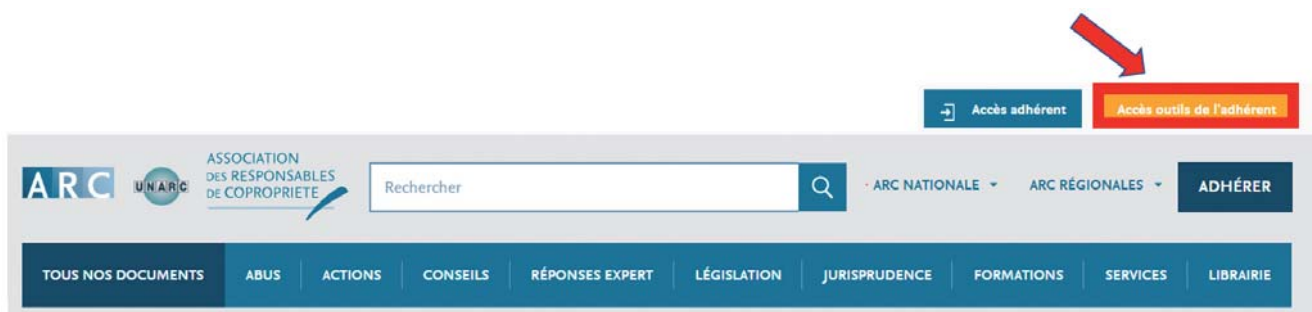 Accès adhérent
Accès outils de l'adhérent
ARC
UNARC
ASSOCIATION
DES RESPONSABLES
DE COPROPRIETE
Rechercher
ARC NATIONALE
ARC RÉGIONALES
ADHÉRER
TOUS NOS DOCUMENTS
ABUS
ACTIONS
CONSEILS
RÉPONSES EXPERT
LÉGISLATION
JURISPRUDENCE
FORMATIONS
SERVICES
LIBRAIRIE